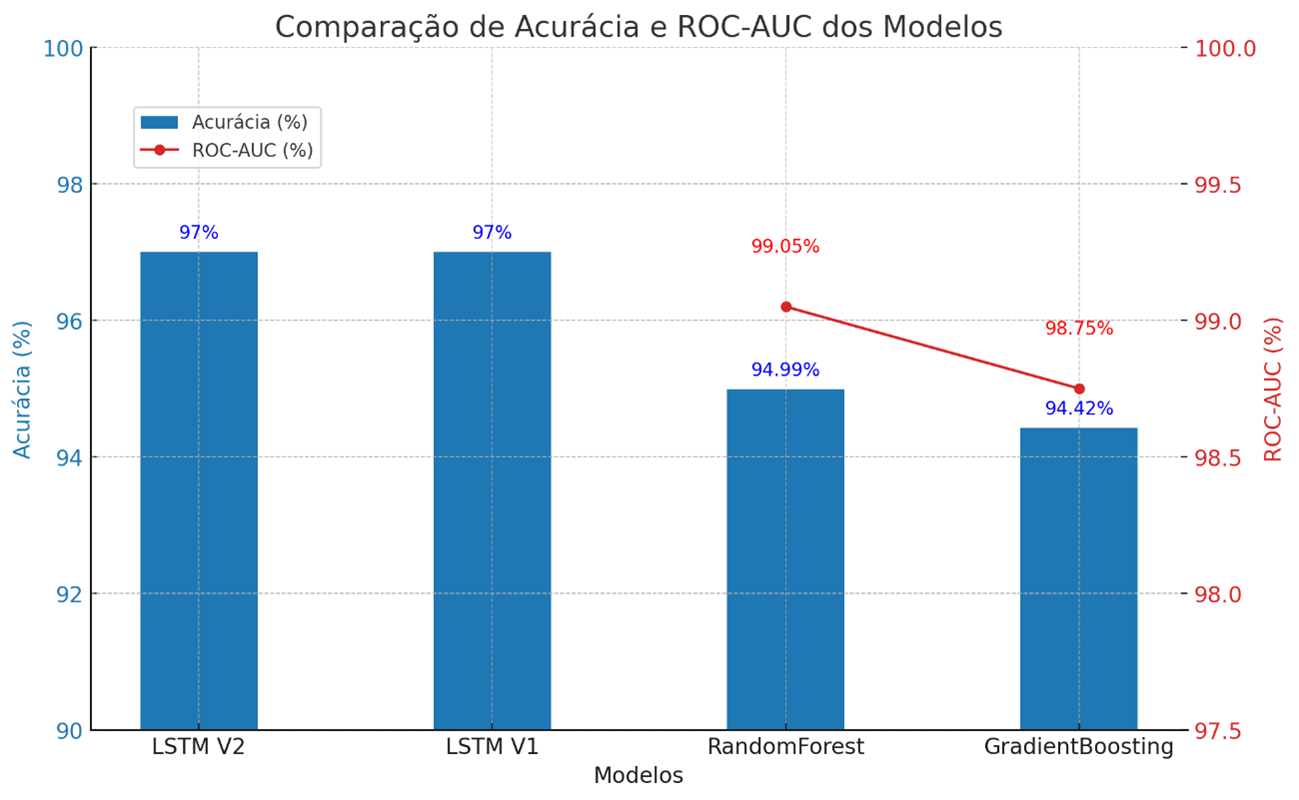 Comparação de Acurácia e ROC-AUC dos Modelos
Acurácia (%)
ROC-AUC (%)
100
98
96
94
92
90
Acurácia (%)
100.0
99.5
99.0
98.5
98.0
97.5
ROC-AUC (%)
97%
97%
94.99%
94.42%
99.05%
98.75%
LSTM V2
LSTM V1
RandomForest
GradientBoosting
Modelos